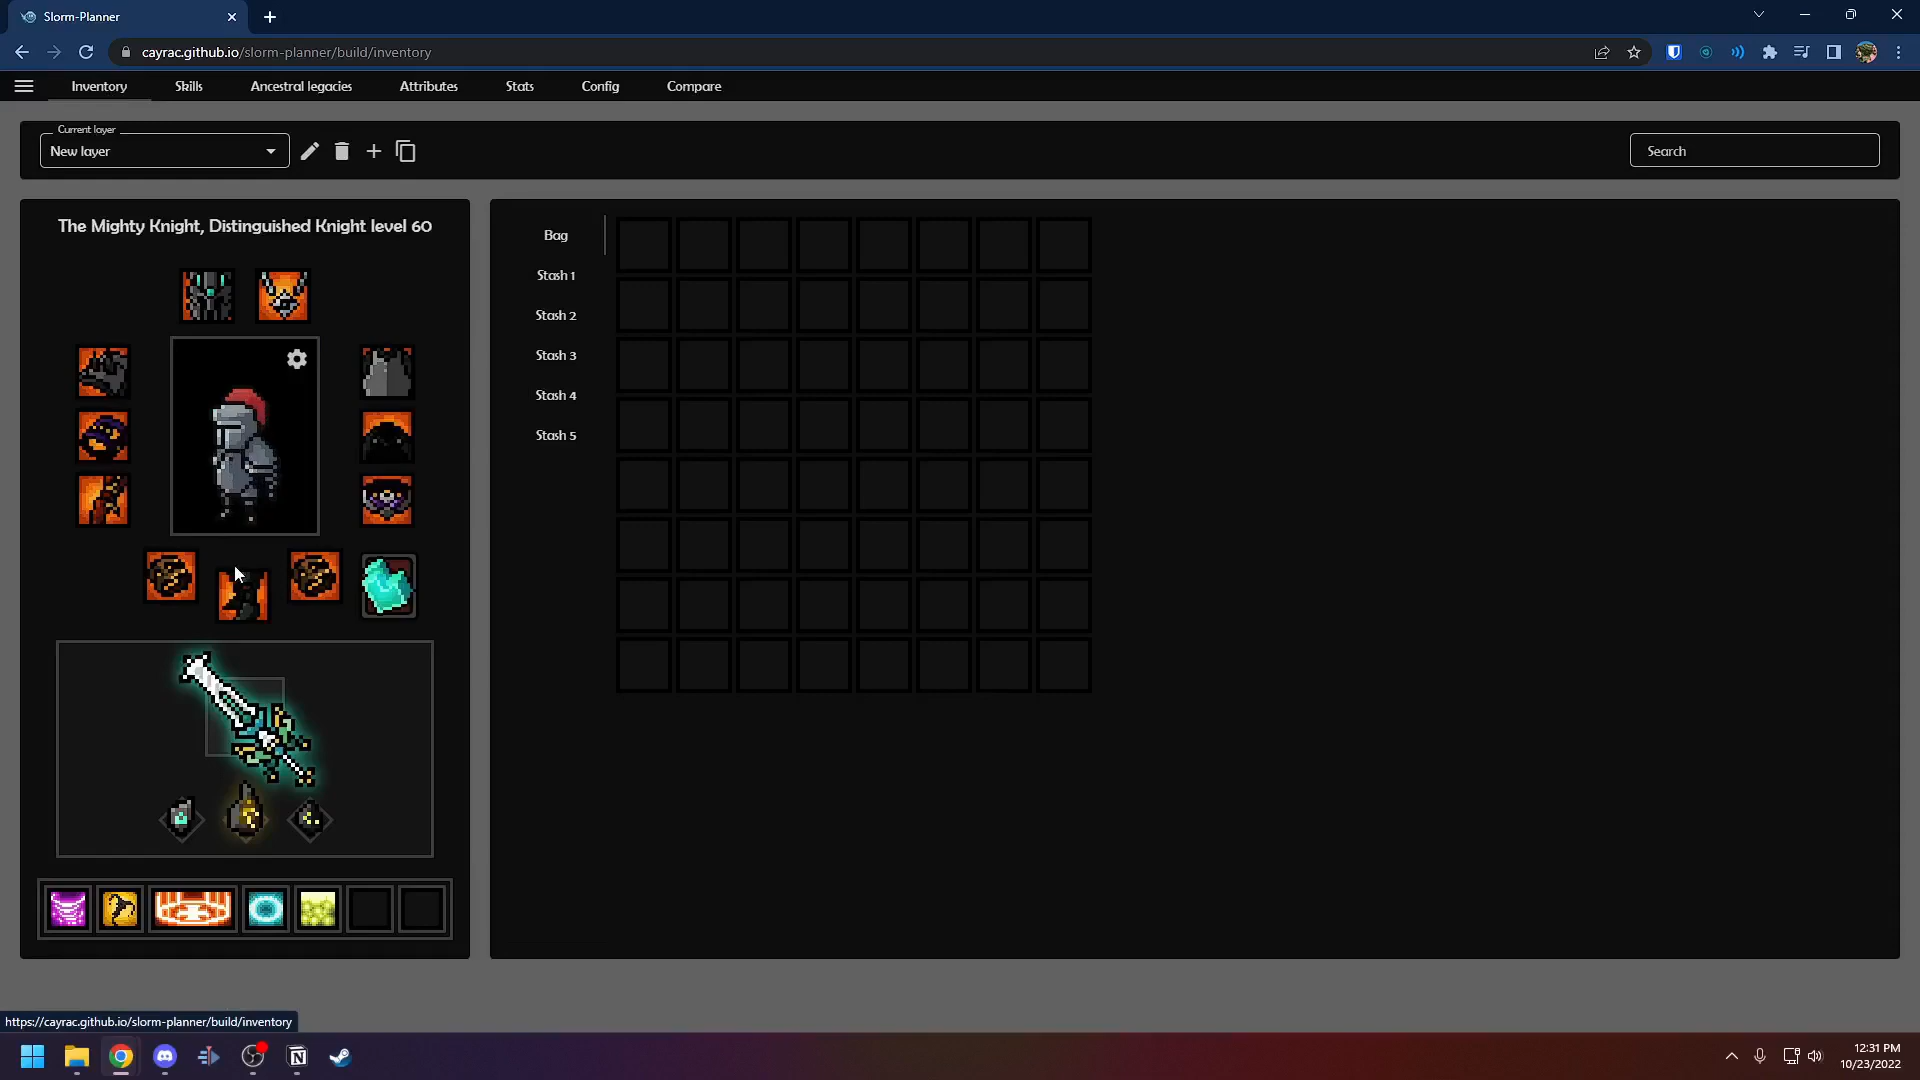 Slorm-Planner
cayrac.github.io/slorm-planner/build/inventory
Inventory
Skills
Ancestral legacies
Attributes
Stats
Config
Compare
Current layer
New layer
Search
The Mighty Knight, Distinguished Knight level 60
Bag
Stash 1
Stash 2
Stash 3
Stash 4
Stash 5
https://cayrac.github.io/slorm-planner/build/inventory
12:31 PM
10/23/2022